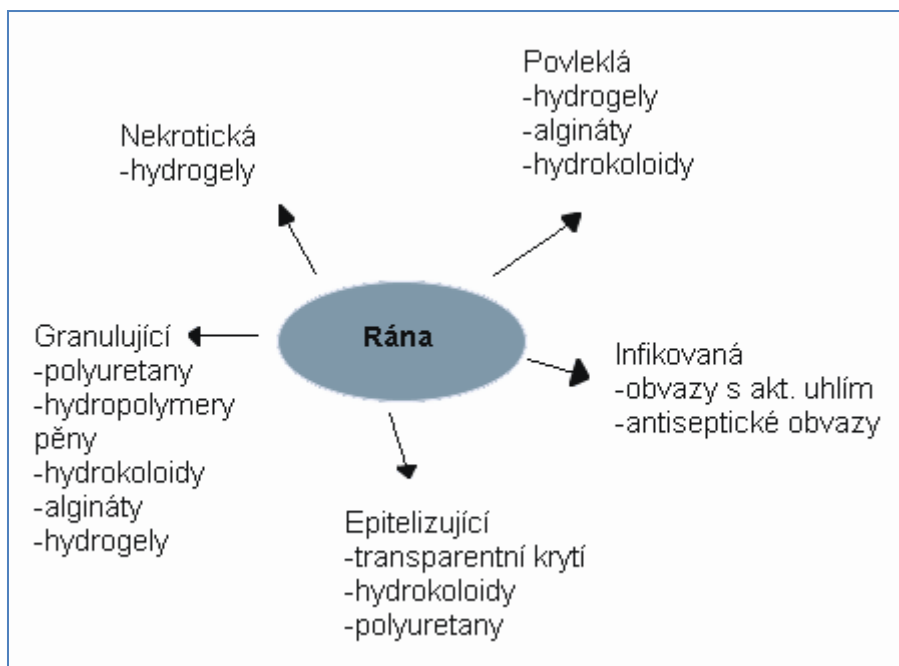 Povleklá
-hydrogely
-algináty
-hydrokoloidy
Nekrotická
-hydrogely
Rána
Granulující
-polyuretany
-hydropolymery
pěny
-hydrokoloidy
-algináty
-hydrogely
Infikovaná
-obvazy s akt. uhlím
-antiseptické obvazy
Epitelizující
-transparentní krytí
-hydrokoloidy
-polyuretany